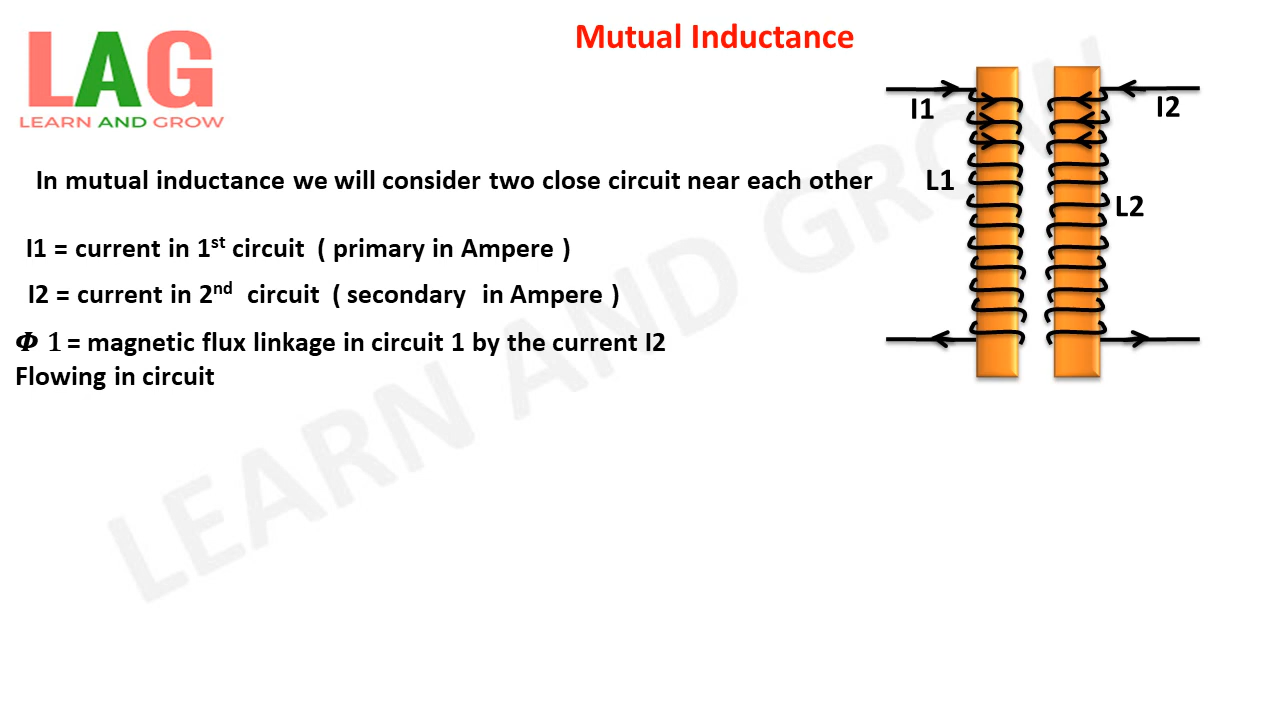 LAG
LEARN AND GROW
Mutual Inductance
I1
I2
L1
L2
In mutual inductance we will consider two close circuit near each other
I1 = current in 1st circuit ( primary in Ampere )
I2 = current in 2nd circuit ( secondary in Ampere )
Φ 1 = magnetic flux linkage in circuit 1 by the current I2
Flowing in circuit
LEARN AND GROW